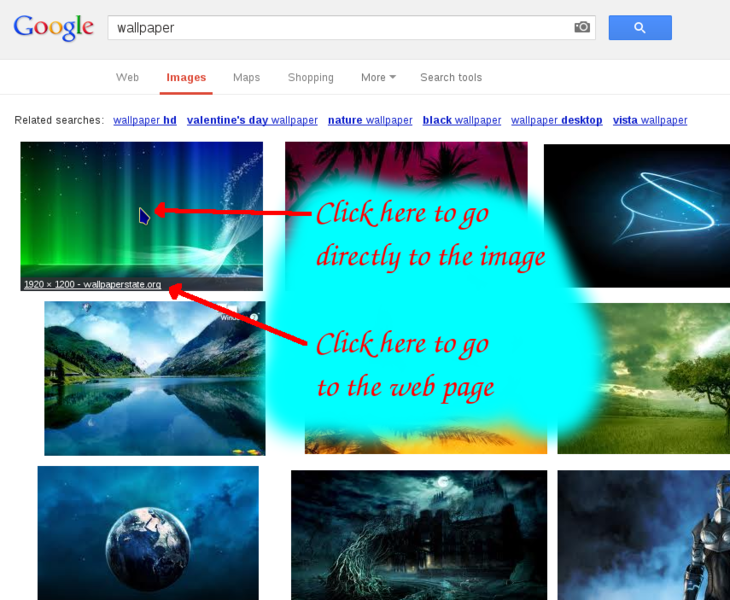 Google wallpaper
Web Images Maps Shopping More Search tools
Related searches: wallpaper hd valentine's day wallpaper nature wallpaper black wallpaper wallpaper desktop vista wallpaper
Click here to go
directly to the image
1920 × 1200 - wallpaperstate.org
Click here to go
to the web page